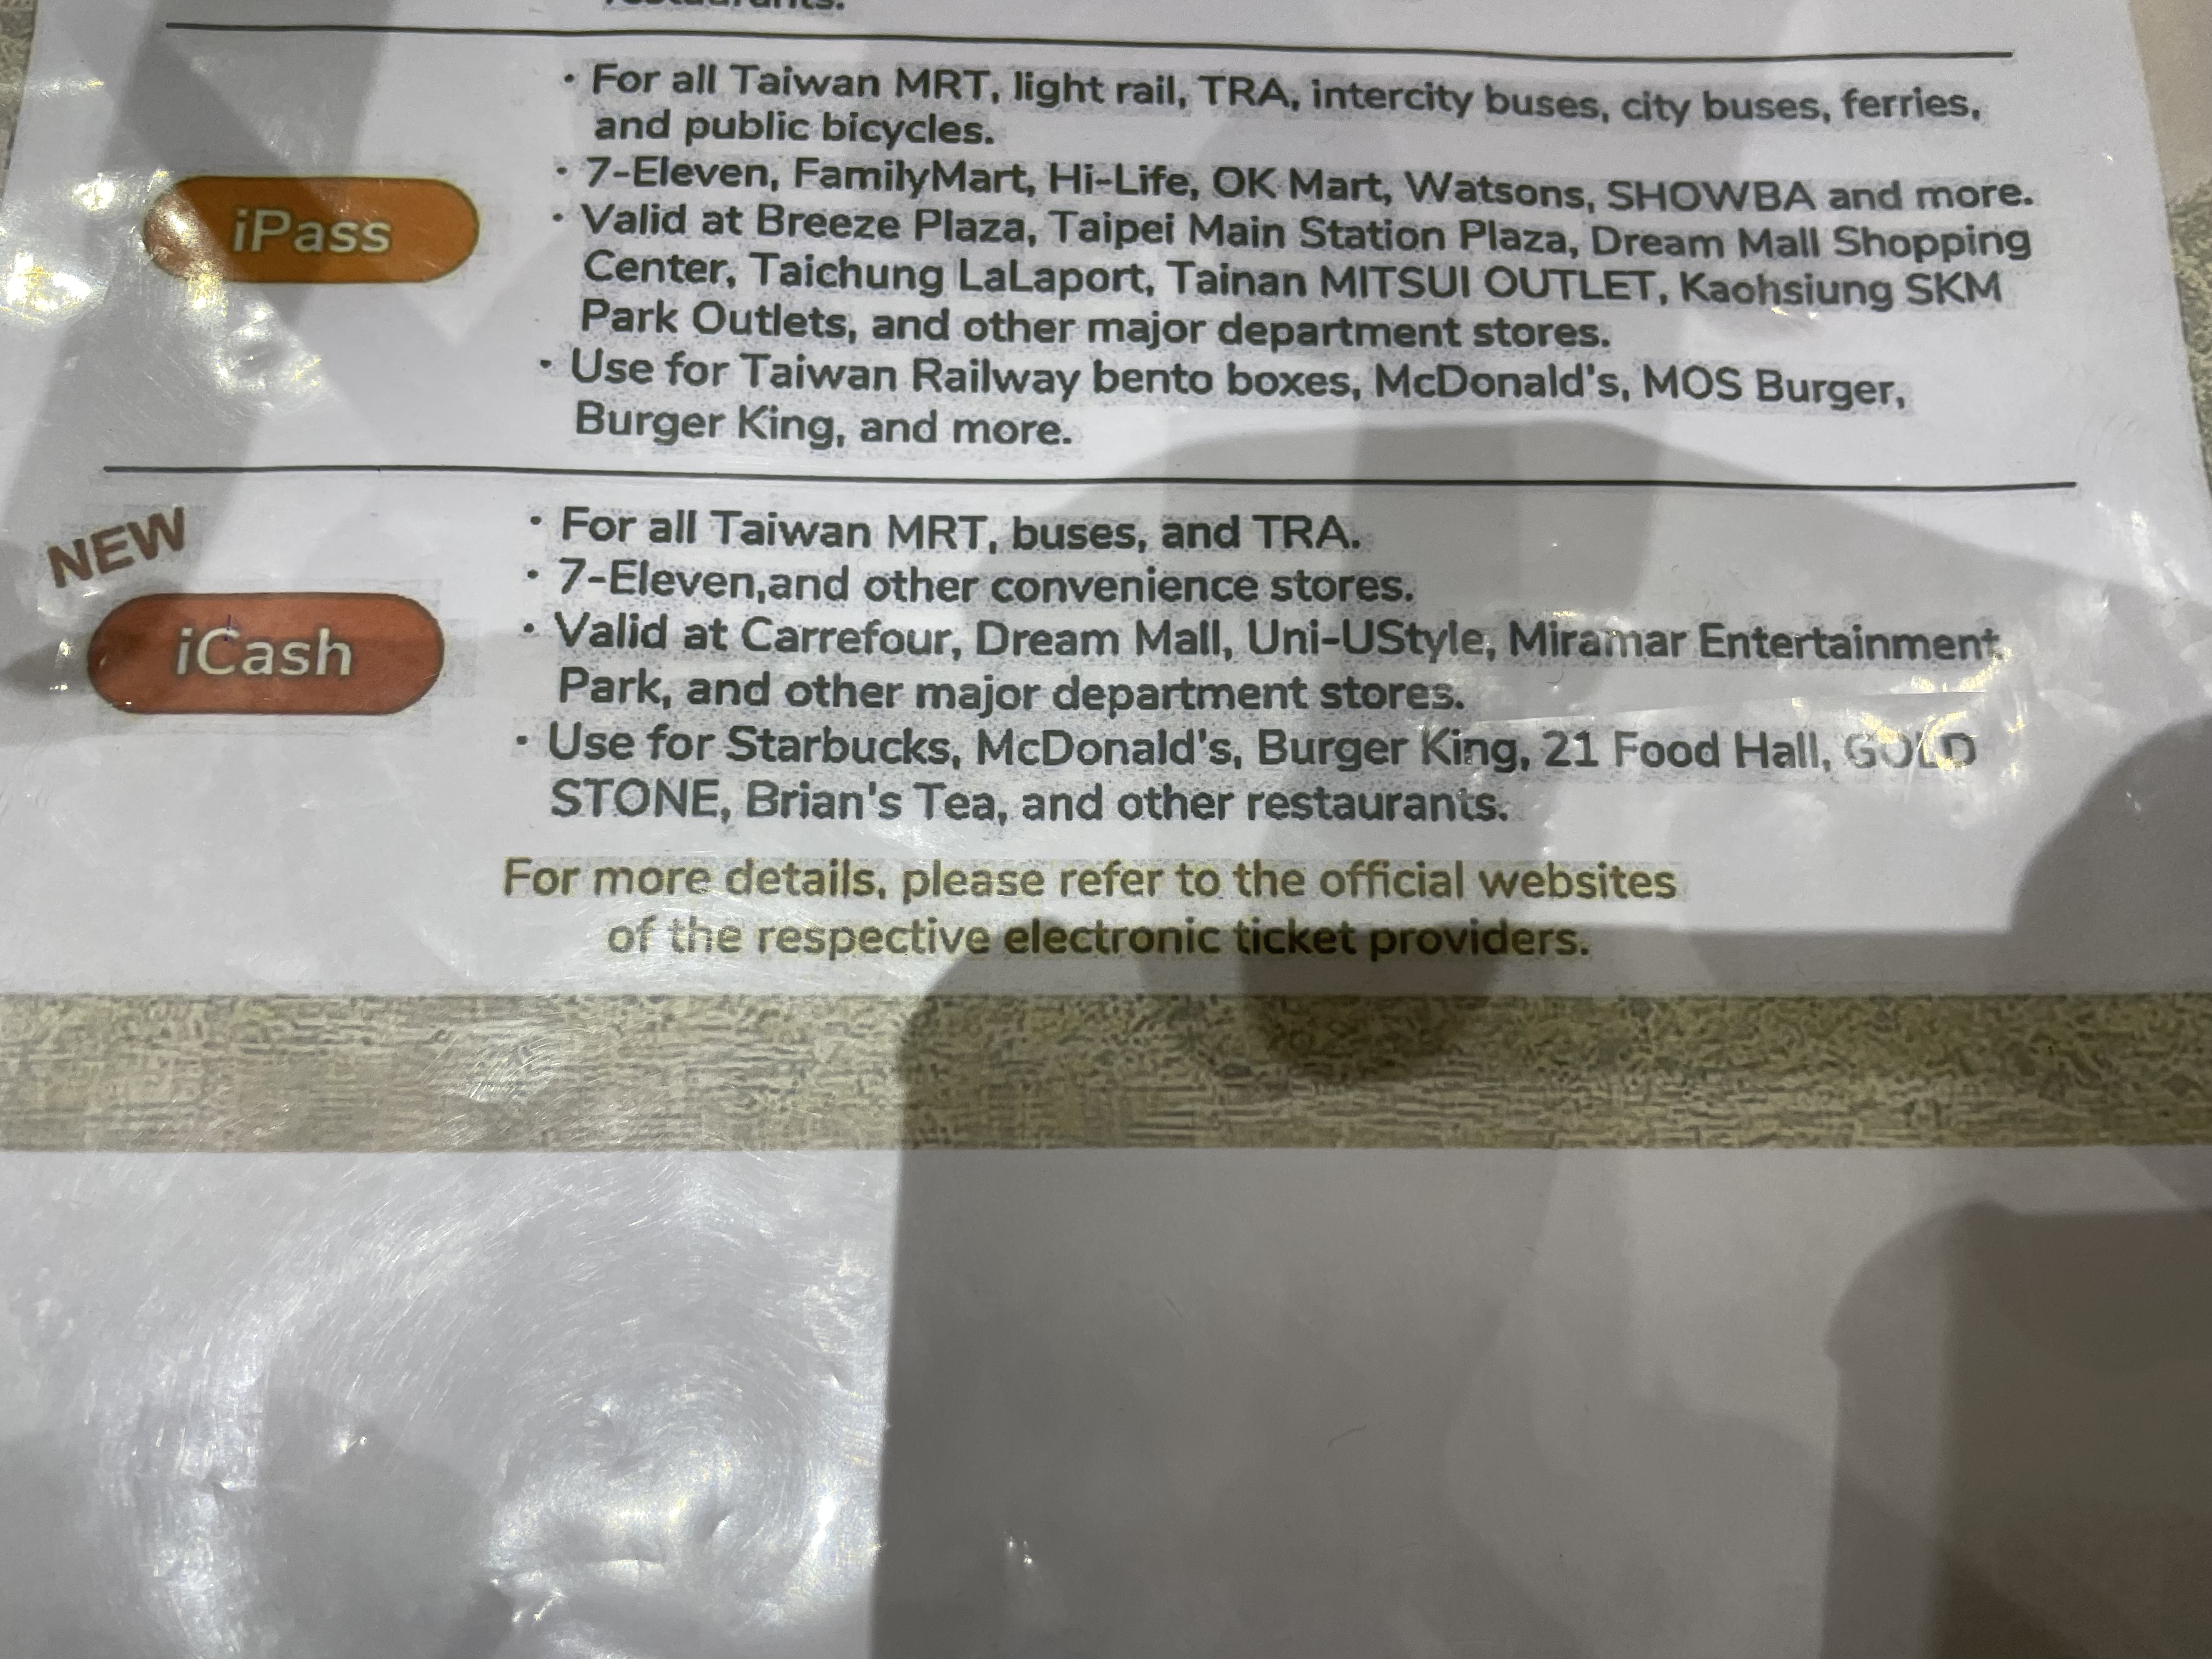 restaurants.
· For all Taiwan MRT, light rail, TRA, intercity buses, city buses, ferries,
and public bicycles.
· 7-Eleven, FamilyMart, Hi-Life, OK Mart, Watsons, SHOWBA and more.
iPass
· Valid at Breeze Plaza, Taipei Main Station Plaza, Dream Mall Shopping
Center, Taichung LaLaport, Tainan MITSUI OUTLET, Kaohsiung SKM
Park Outlets, and other major department stores.
· Use for Taiwan Railway bento boxes, McDonald's, MOS Burger,
Burger King, and more.
NEW
iCash
· For all Taiwan MRT, buses, and TRA.
· 7-Eleven,and other convenience stores.
· Valid at Carrefour, Dream Mall, Uni-UStyle, Miramar Entertainment
Park, and other major department stores.
· Use for Starbucks, McDonald's, Burger King, 21 Food Hall, GOLD
STONE, Brian's Tea, and other restaurants.
For more details, please refer to the official websites
of the respective electronic ticket providers.